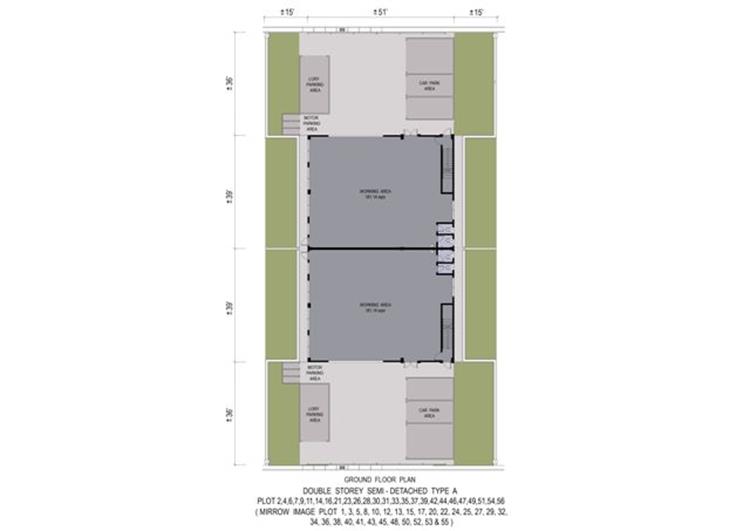 ±15' ±51' ±15'
±36'
LORY
PARKING
AREA
CAR PARK
AREA
MOTOR
PARKING
AREA
±39'
WORKING AREA
±39'
WORKING AREA
MOTOR
PARKING
AREA
±36'
LORY
PARKING
AREA
CAR PARK
AREA
GROUND FLOOR PLAN
DOUBLE STOREY SEMI - DETACHED TYPE A
PLOT 2,4,6,7,9,11,14,16,21,23,26,28,30,31,33,35,37,39,42,44,46,47,49,51,54,56
( MIRROW IMAGE PLOT 1, 3, 5, 8, 10, 12, 13, 15, 17, 20, 22, 24, 25, 27, 29, 32,
34, 36, 38, 40, 41, 43, 45, 48, 50, 52, 53 & 55 )